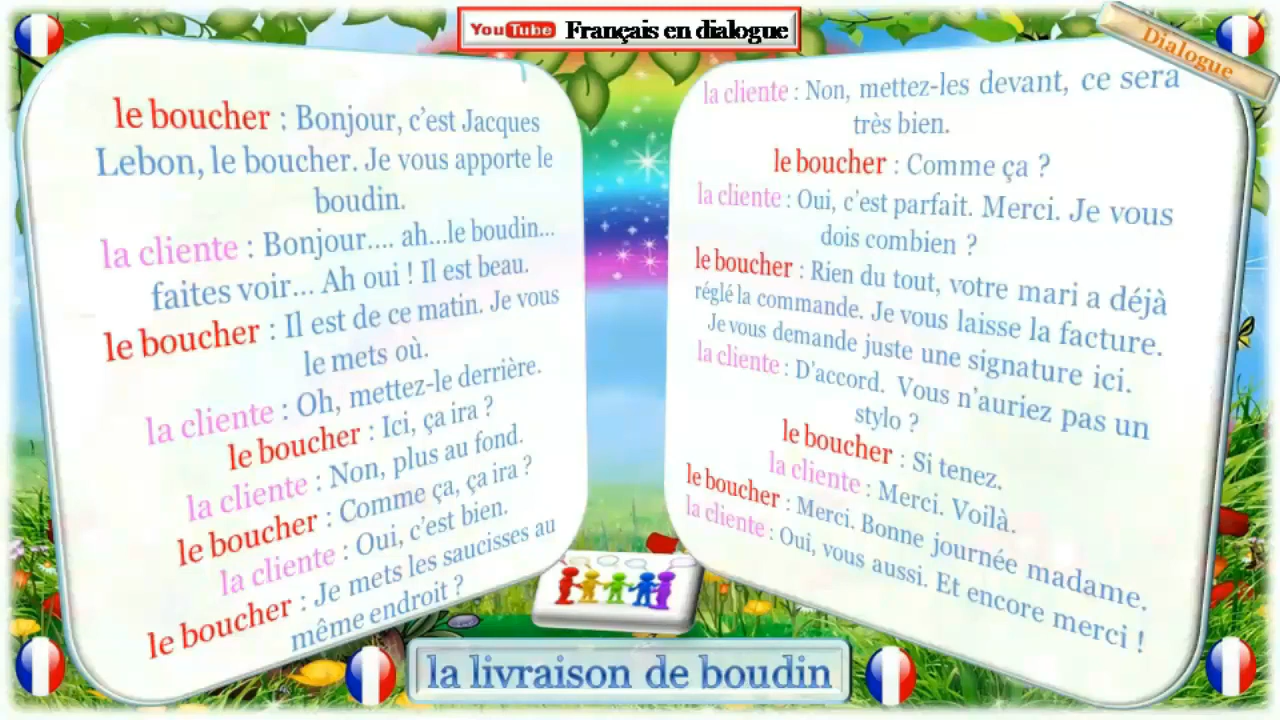 YouTube Français en dialogue
Dialogue
le boucher : Bonjour, c'est Jacques
Lebon, le boucher. Je vous apporte le
boudin.
la cliente : Bonjour.... ah...le boudin...
faites voir... Ah oui ! Il est beau.
le boucher : Il est de ce matin. Je vous
le mets où.
la cliente : Oh, mettez-le derrière.
le boucher : Ici, ça ira ?
la cliente : Non, plus au fond.
le boucher : Comme ça, ça ira ?
la cliente : Oui, c'est bien.
le boucher : Je mets les saucisses au
même endroit ?
la cliente : Non, mettez-les devant, ce sera
très bien.
le boucher : Comme ça ?
la cliente : Oui, c'est parfait. Merci. Je vous
dois combien ?
le boucher : Rien du tout, votre mari a déjà
réglé la commande. Je vous laisse la facture.
Je vous demande juste une signature ici.
la cliente : D'accord. Vous n'auriez pas un
stylo ?
le boucher : Si tenez.
la cliente : Merci. Voilà.
le boucher : Merci. Bonne journée madame.
la cliente : Oui, vous aussi. Et encore merci !
la livraison de boudin